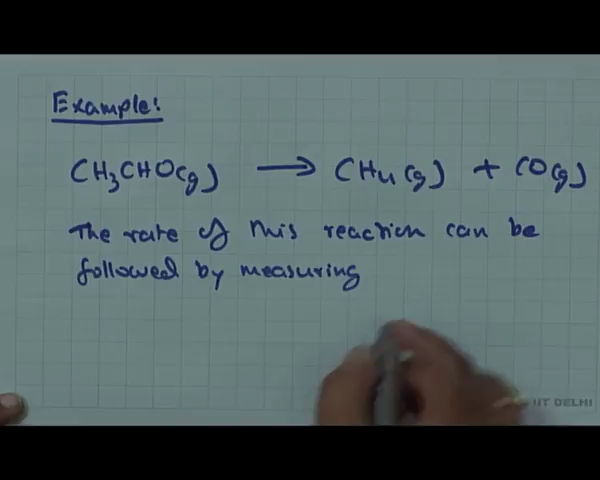 Example:
CH₃CHO(g) → CH₄(g) + CO(g)
The rate of this reaction can be
followed by measuring
IIT DELHI